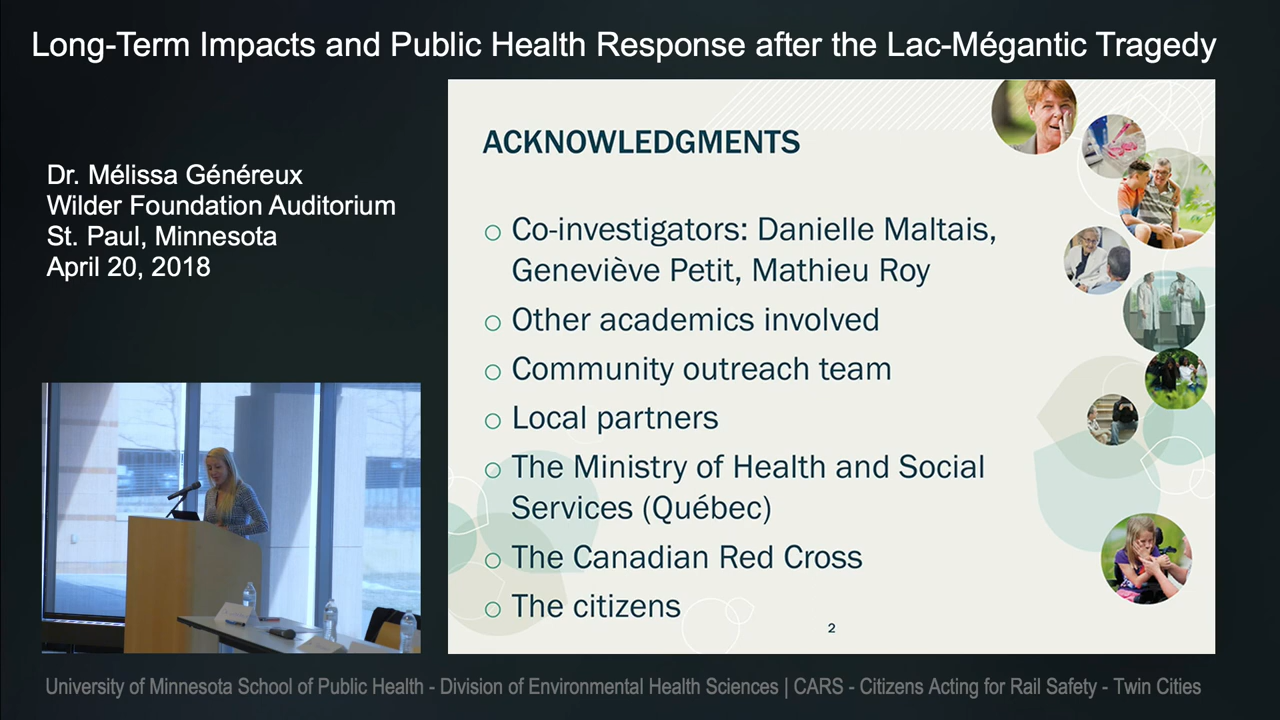 Long-Term Impacts and Public Health Response after the Lac-Mégantic Tragedy
Dr. Mélissa Généreux
Wilder Foundation Auditorium
St. Paul, Minnesota
April 20, 2018
ACKNOWLEDGMENTS
○ Co-investigators: Danielle Maltais,
Geneviève Petit, Mathieu Roy
○ Other academics involved
○ Community outreach team
○ Local partners
○ The Ministry of Health and Social
Services (Québec)
○ The Canadian Red Cross
○ The citizens
2
University of Minnesota School of Public Health - Division of Environmental Health Sciences | CARS - Citizens Acting for Rail Safety - Twin Cities